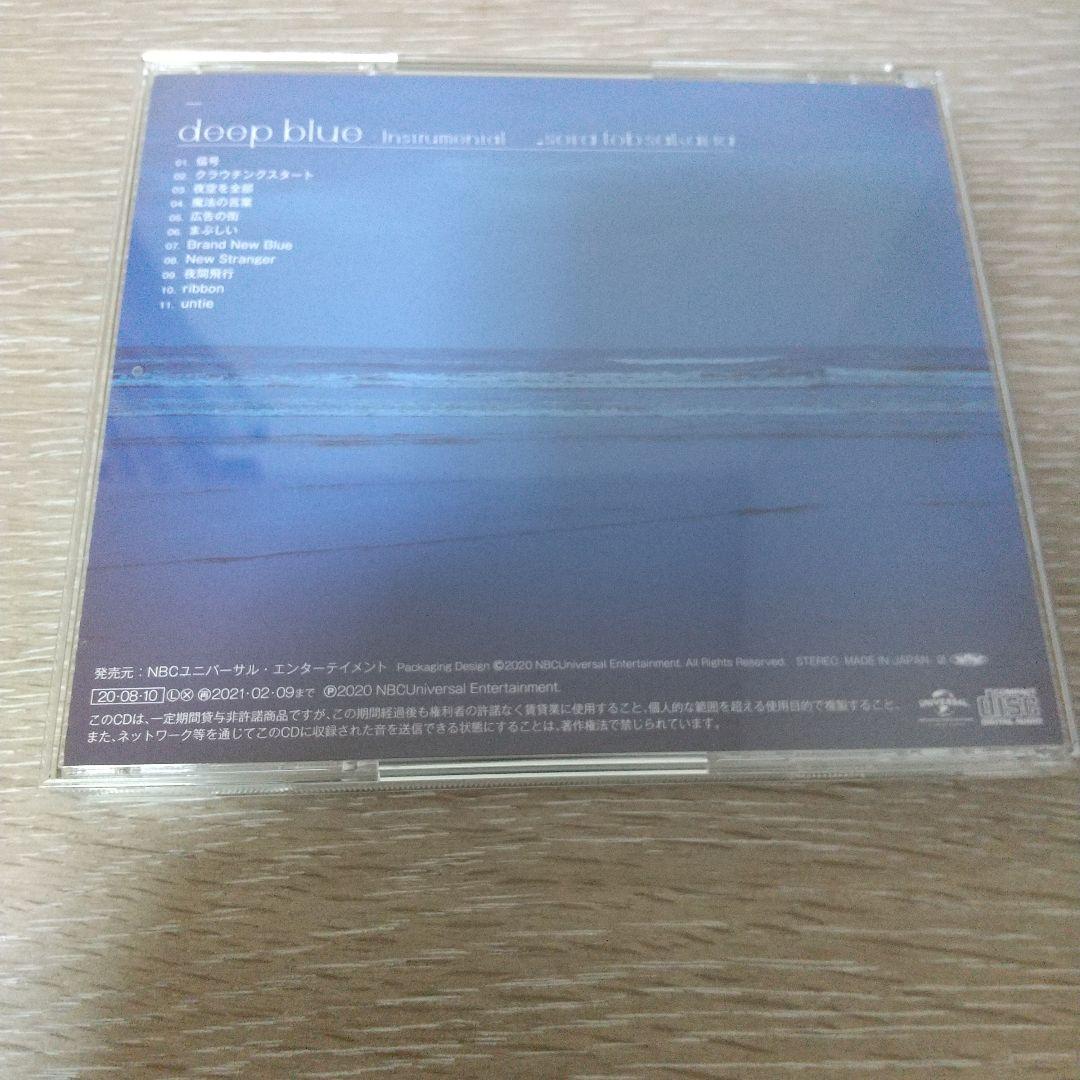 deep blue Instrumental
01. 信号
02. クラウチングスタート
03. 夜空を全部
04. 魔法の言葉
05. 広告の街
06. まぶしい
07. Brand New Blue
08. New Stranger
09. 夜間飛行
10. ribbon
11. untie
発売元：NBCユニバーサル・エンターテイメント Packaging Design ©2020 NBCUniversal Entertainment. All Rights Reserved. STEREO MADE IN JAPAN
20・08・10 Ⓛ Ⓧ ㋹ 2021・02・09まで ℗2020 NBCUniversal Entertainment.
このCDは、一定期間貸与非許諾商品ですが、この期間経過後も権利者の許諾なく賃貸業に使用すること、個人的な範囲を超える使用目的で複製すること、
また、ネットワーク等を通じてこのCDに収録された音を送信できる状態にすることは、著作権法で禁じられています。
UNIVERSAL
COMPACT DISC DIGITAL AUDIO